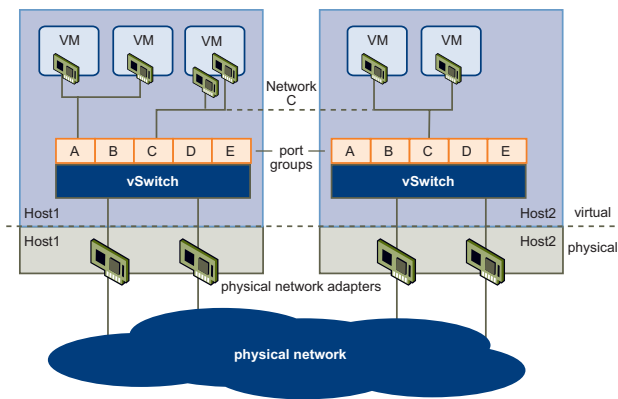 VM
VM
VM
VM
VM
Network
C
A B C D E
port
groups
A B C D E
vSwitch
vSwitch
Host1
Host2
virtual
Host1
Host2
physical
physical network adapters
physical network